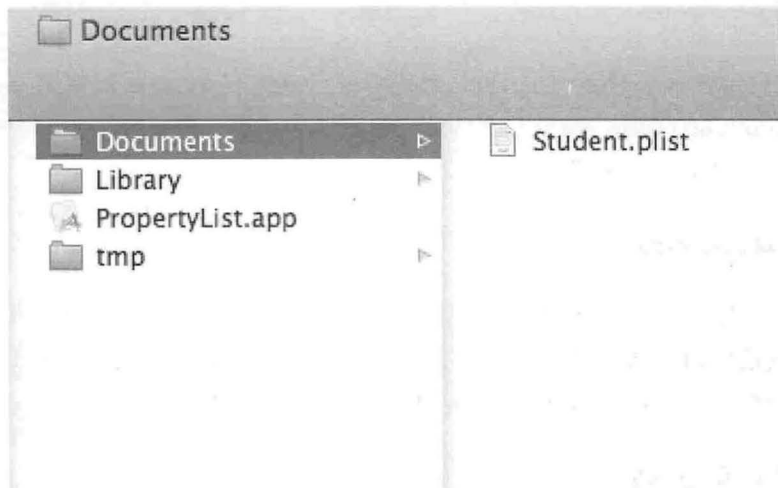 Documents
Documents
Library
PropertyList.app
tmp
Student.plist